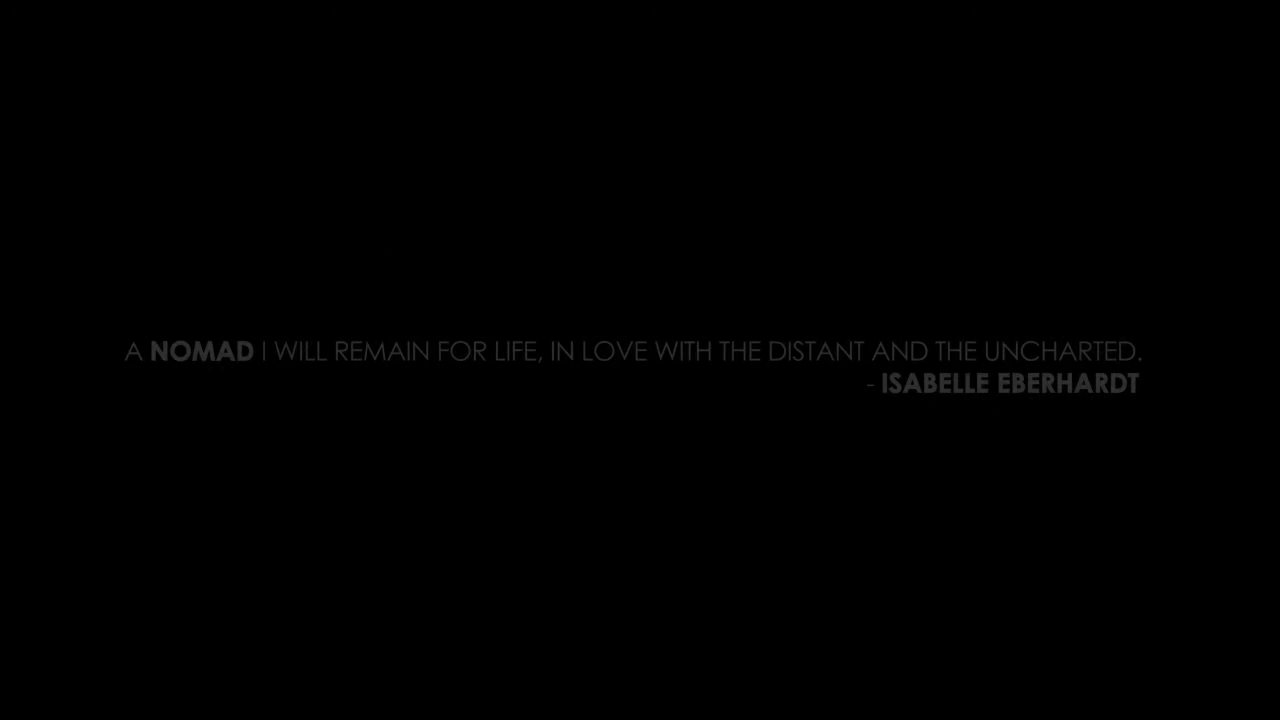 A NOMAD I WILL REMAIN FOR LIFE, IN LOVE WITH THE DISTANT AND THE UNCHARTED.
- ISABELLE EBERHARDT